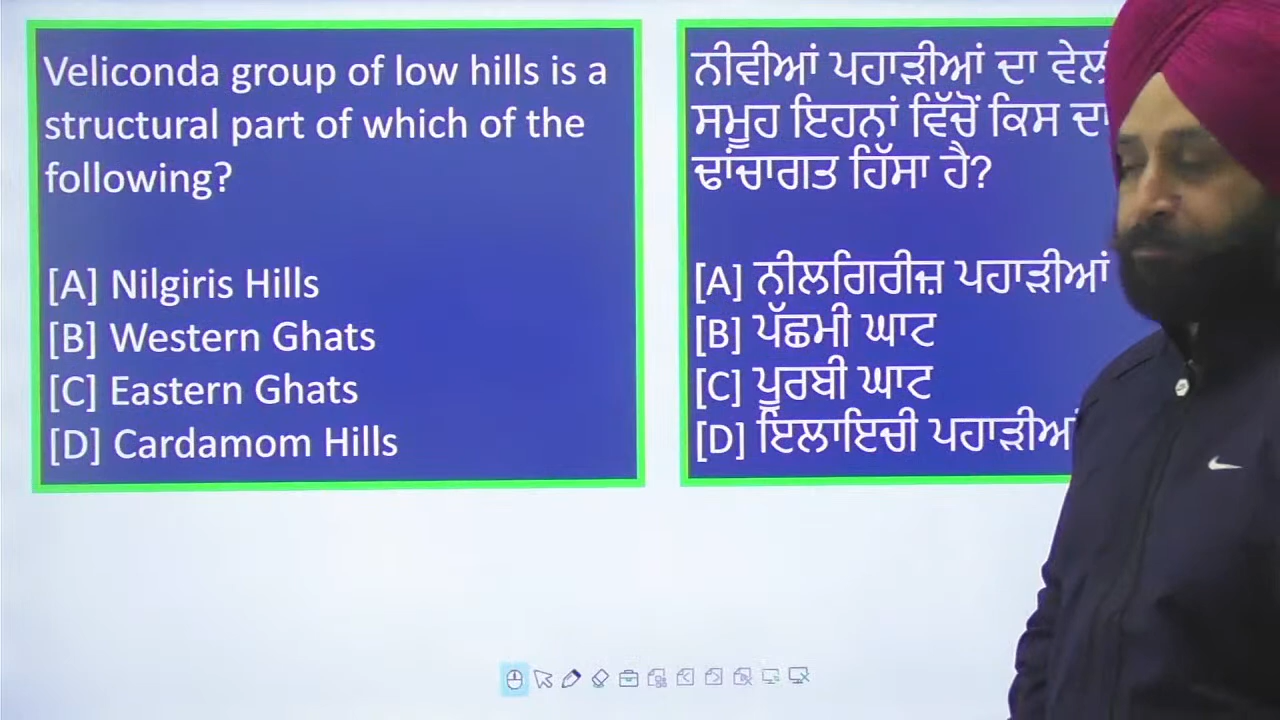 Veliconda group of low hills is a
structural part of which of the
following?
[A] Nilgiris Hills
[B] Western Ghats
[C] Eastern Ghats
[D] Cardamom Hills
ਨੀਵੀਆਂ ਪਹਾੜੀਆਂ ਦਾ
ਸਮੂਹ ਇਹਨਾਂ ਵਿੱਚੋਂ ਕਿਸ ਦਾ
ਢਾਂਚਾਗਤ ਹਿੱਸਾ ਹੈ?
[A] ਨੀਲਗਿਰੀਜ਼ ਪਹਾੜੀਆਂ
[B] ਪੱਛਮੀ ਘਾਟ
[C] ਪੂਰਬੀ ਘਾਟ
[D] ਇਲਾਇਚੀ ਪਹਾੜੀਆਂ